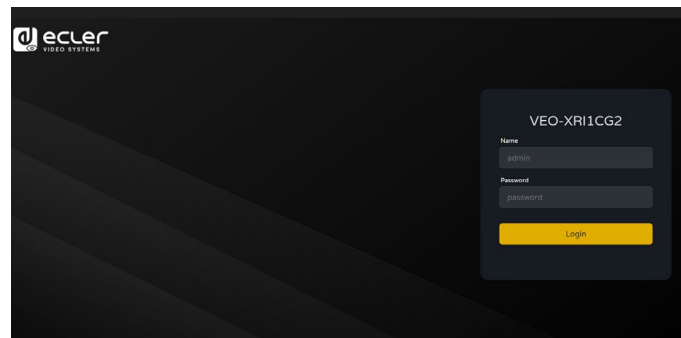 ecler
VIDEO SYSTEMS
VEO-XRI1CG2
Name
admin
Password
password
Login